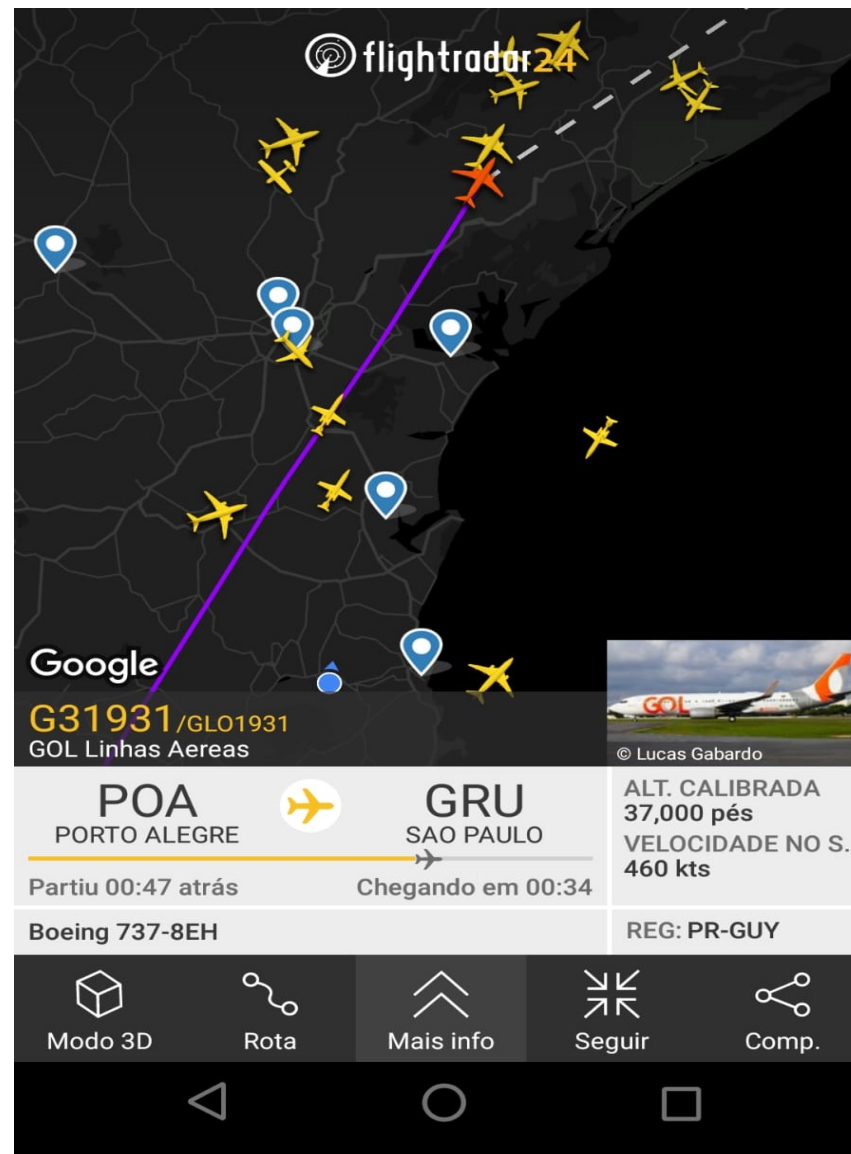 flightradar24
Google
G31931/GLO1931
GOL Linhas Aereas
GOL
© Lucas Gabardo
POA
PORTO ALEGRE
GRU
SAO PAULO
Partiu 00:47 atrás
Chegando em 00:34
ALT. CALIBRADA
37,000 pés
VELOCIDADE NO S.
460 kts
Boeing 737-8EH
REG: PR-GUY
Modo 3D
Rota
Mais info
Seguir
Comp.